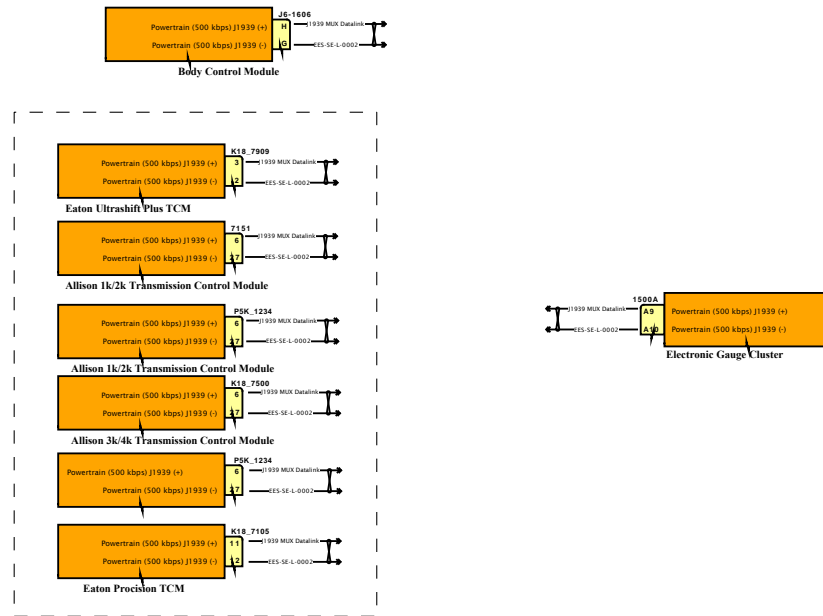 J6-1606
Powertrain (500 kbps) J1939 (+) H J1939 MUX Datalink
Powertrain (500 kbps) J1939 (-) G EES-SE-L-0002
Body Control Module
K18_7909
Powertrain (500 kbps) J1939 (+) 3 J1939 MUX Datalink
Powertrain (500 kbps) J1939 (-) 2 EES-SE-L-0002
Eaton Ultrashift Plus TCM
7151
Powertrain (500 kbps) J1939 (+) 6 J1939 MUX Datalink
Powertrain (500 kbps) J1939 (-) 27 EES-SE-L-0002
Allison 1k/2k Transmission Control Module
P5K_1234
Powertrain (500 kbps) J1939 (+) 6 J1939 MUX Datalink
Powertrain (500 kbps) J1939 (-) 27 EES-SE-L-0002
Allison 1k/2k Transmission Control Module
K18_7500
Powertrain (500 kbps) J1939 (+) 6 J1939 MUX Datalink
Powertrain (500 kbps) J1939 (-) 27 EES-SE-L-0002
Allison 3k/4k Transmission Control Module
P5K_1234
Powertrain (500 kbps) J1939 (+) 6 J1939 MUX Datalink
Powertrain (500 kbps) J1939 (-) 27 EES-SE-L-0002
K18_7105
Powertrain (500 kbps) J1939 (+) 11 J1939 MUX Datalink
Powertrain (500 kbps) J1939 (-) 12 EES-SE-L-0002
Eaton Procision TCM
1500A
J1939 MUX Datalink A9 Powertrain (500 kbps) J1939 (+)
EES-SE-L-0002 A10 Powertrain (500 kbps) J1939 (-)
Electronic Gauge Cluster